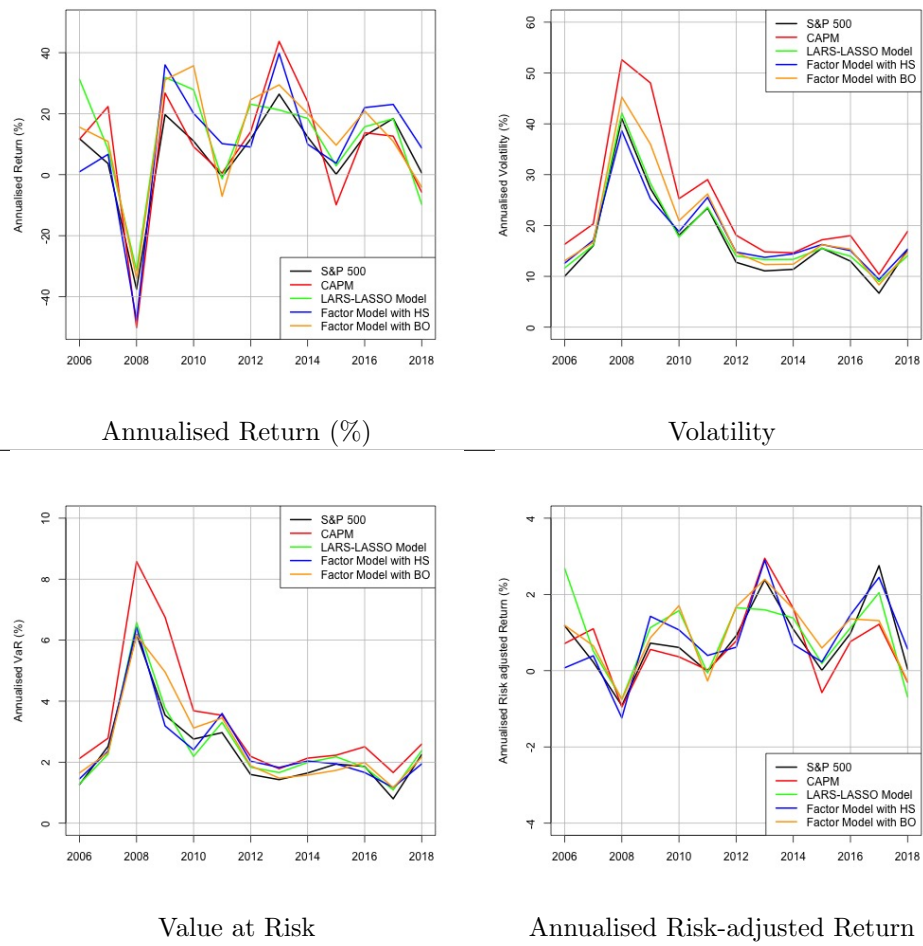 Annualised Return (%)
40
20
0
-20
-40
2006 2008 2010 2012 2014 2016 2018
S&P 500
CAPM
LARS-LASSO Model
Factor Model with HS
Factor Model with BO
Annualised Return (%)
Annualised Volatility (%)
60
50
40
30
20
10
0
2006 2008 2010 2012 2014 2016 2018
S&P 500
CAPM
LARS-LASSO Model
Factor Model with HS
Factor Model with BO
Volatility
Annualised VaR (%)
10
8
6
4
2
0
2006 2008 2010 2012 2014 2016 2018
S&P 500
CAPM
LARS-LASSO Model
Factor Model with HS
Factor Model with BO
Value at Risk
Annualised Risk adjusted Return (%)
4
2
0
-2
-4
2006 2008 2010 2012 2014 2016 2018
S&P 500
CAPM
LARS-LASSO Model
Factor Model with HS
Factor Model with BO
Annualised Risk-adjusted Return